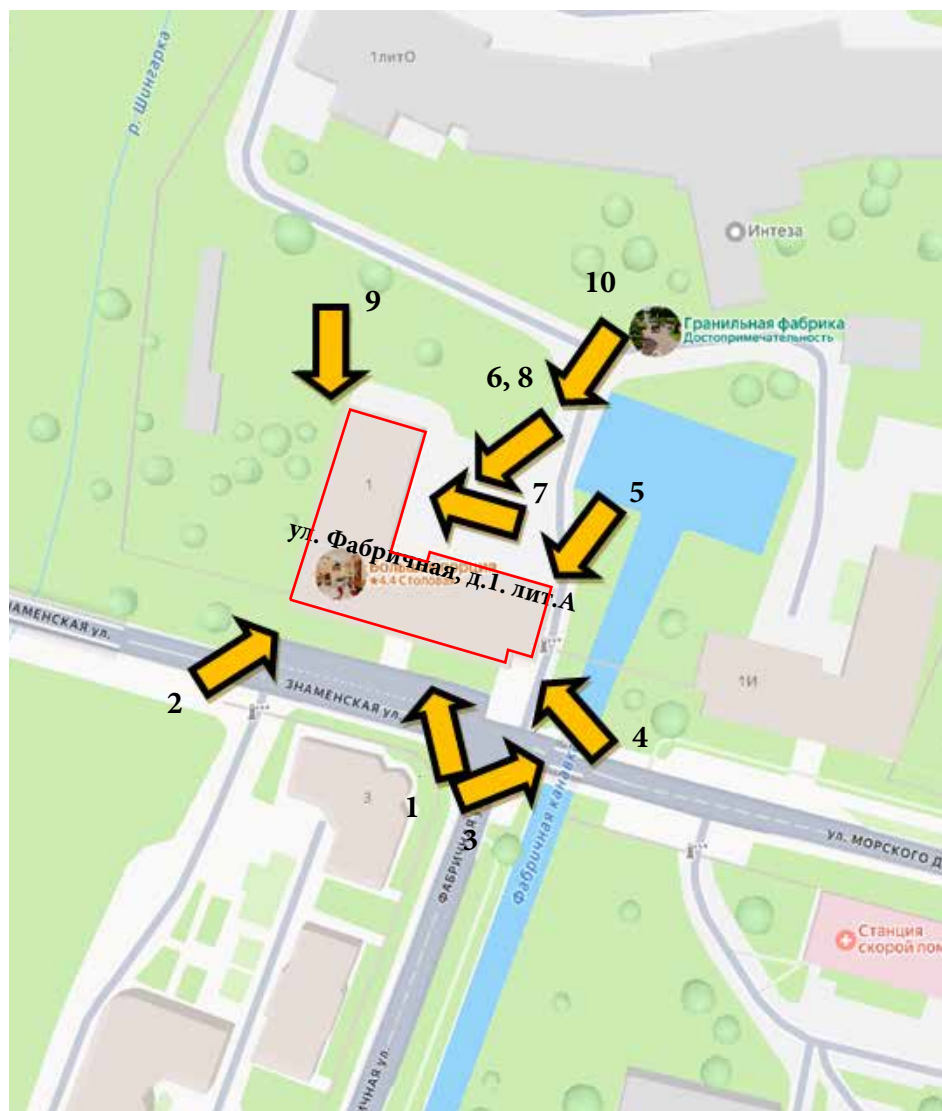 1литО
р. Шингарка
Интеза
10
9
Гранильная фабрика
Достопримечательность
6, 8
7
5
1
ул. Фабричная, д.1. лит.А
★4.4 Столовая
ЗНАМЕНСКАЯ ул.
2
ЗНАМЕНСКАЯ ул.
1И
4
3
1
3
ФАБРИЧНАЯ
Фабричная канавка
ул. МОРСКОГО Д
Станция
скорой пом
ИЧНАЯ ул.